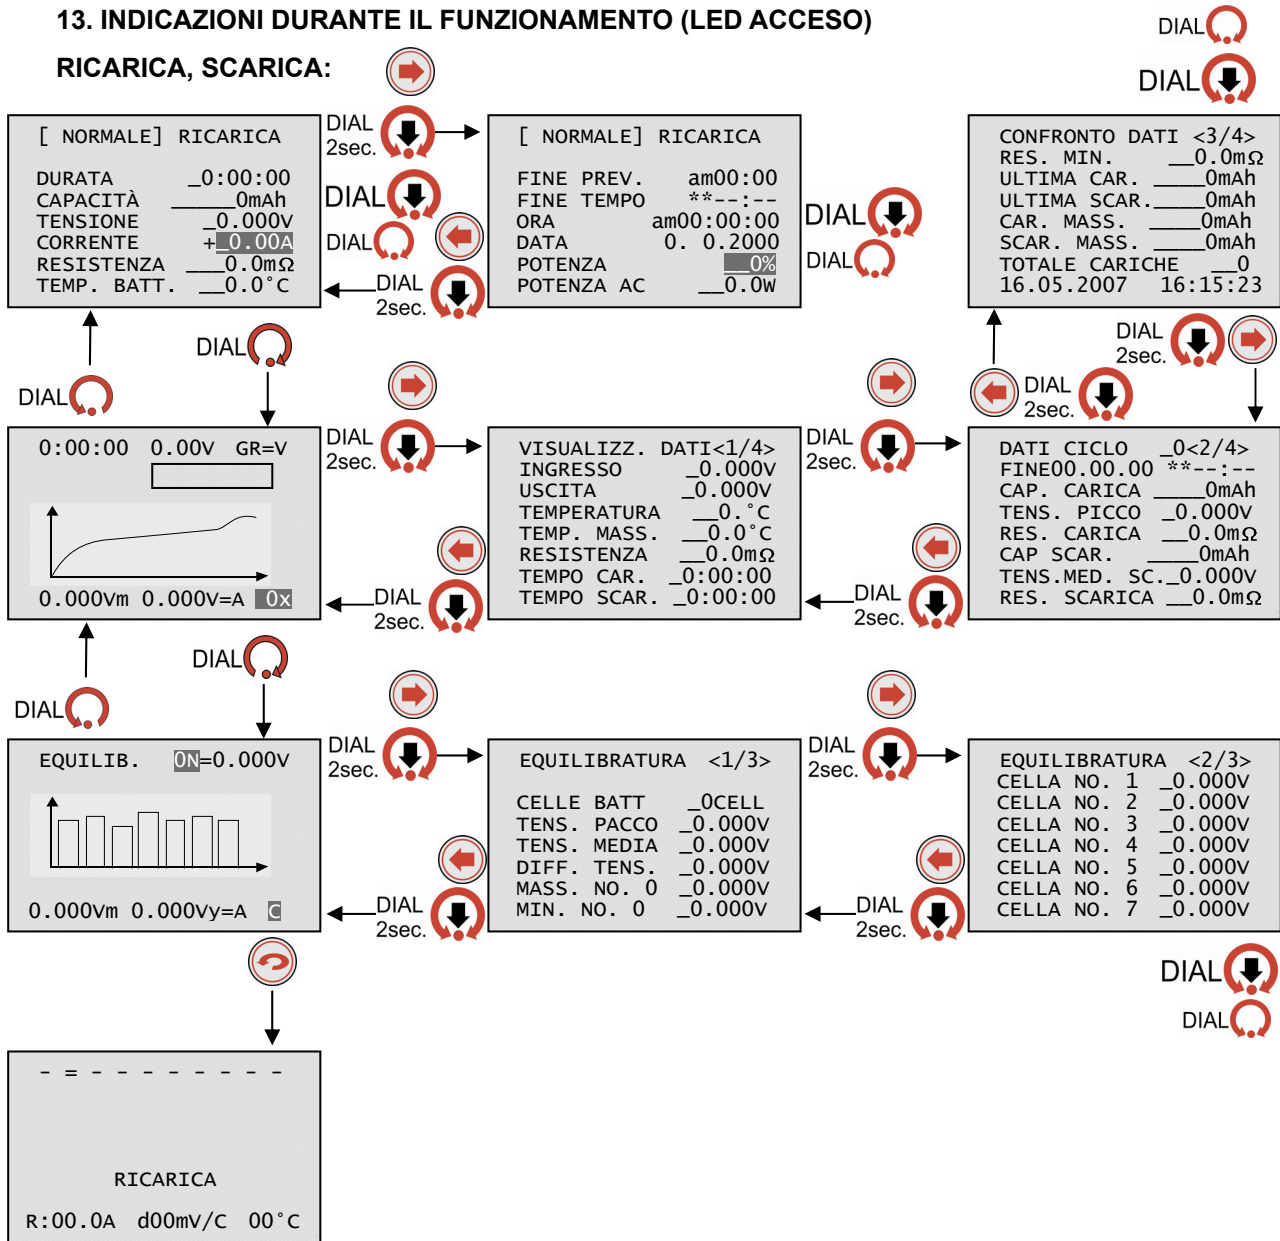 13. INDICAZIONI DURANTE IL FUNZIONAMENTO (LED ACCESO)
RICARICA, SCARICA:
DIAL
DIAL
[ NORMALE] RICARICA
DURATA _0:00:00
CAPACITÀ _____0mAh
TENSIONE _0.000V
CORRENTE +_0.00A
RESISTENZA ___0.0mΩ
TEMP. BATT. __0.0°C
DIAL
2sec.
DIAL
DIAL
DIAL
2sec.
[ NORMALE] RICARICA
FINE PREV. am00:00
FINE TEMPO **--:--
ORA am00:00:00
DATA 0. 0.2000
POTENZA __0%
POTENZA AC __0.0W
DIAL
DIAL
CONFRONTO DATI <3/4>
RES. MIN. __0.0mΩ
ULTIMA CAR. ____0mAh
ULTIMA SCAR.____0mAh
CAR. MASS. ____0mAh
SCAR. MASS. ____0mAh
TOTALE CARICHE __0
16.05.2007 16:15:23
DIAL
DIAL
DIAL
2sec.
DIAL
2sec.
0:00:00 0.00V GR=V
0.000Vm 0.000V=A 0x
DIAL
2sec.
DIAL
2sec.
VISUALIZZ. DATI<1/4>
INGRESSO _0.000V
USCITA _0.000V
TEMPERATURA __0.°C
TEMP. MASS. __0.0°C
RESISTENZA __0.0mΩ
TEMPO CAR. _0:00:00
TEMPO SCAR. _0:00:00
DIAL
2sec.
DIAL
2sec.
DATI CICLO _0<2/4>
FINE00.00.00 **--:--
CAP. CARICA ____0mAh
TENS. PICCO _0.000V
RES. CARICA __0.0mΩ
CAP SCAR. ____0mAh
TENS.MED. SC._0.000V
RES. SCARICA __0.0mΩ
DIAL
DIAL
EQUILIB. ON=0.000V
0.000Vm 0.000Vy=A C
DIAL
2sec.
DIAL
2sec.
EQUILIBRATURA <1/3>
CELLE BATT _0CELL
TENS. PACCO _0.000V
TENS. MEDIA _0.000V
DIFF. TENS. _0.000V
MASS. NO. 0 _0.000V
MIN. NO. 0 _0.000V
DIAL
2sec.
DIAL
2sec.
EQUILIBRATURA <2/3>
CELLA NO. 1 _0.000V
CELLA NO. 2 _0.000V
CELLA NO. 3 _0.000V
CELLA NO. 4 _0.000V
CELLA NO. 5 _0.000V
CELLA NO. 6 _0.000V
CELLA NO. 7 _0.000V
DIAL
DIAL
- = - - - - - - - -
RICARICA
R:00.0A d00mV/C 00°C